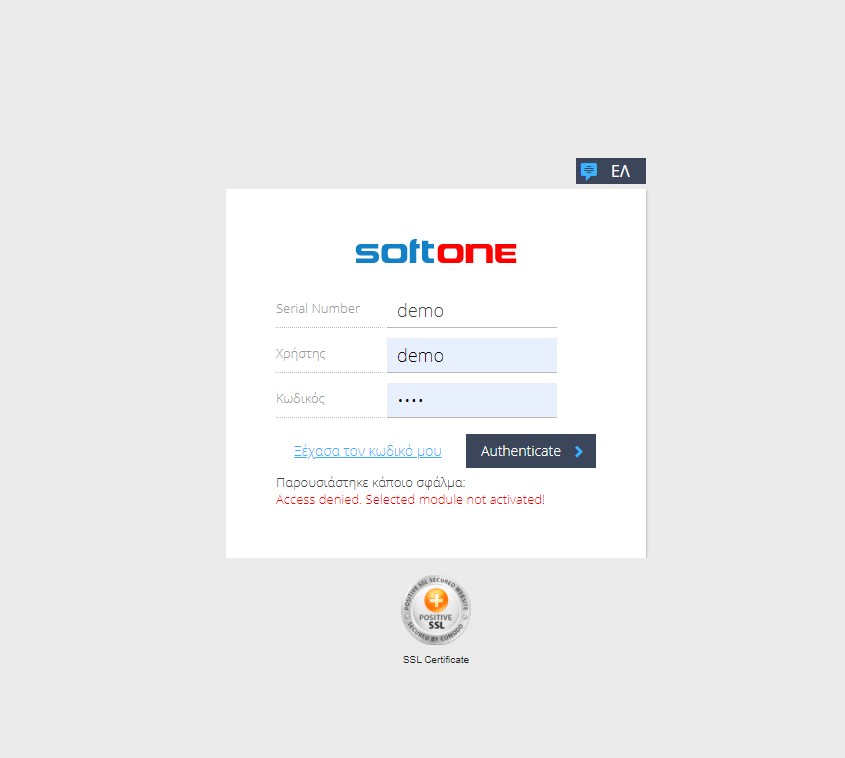 ΕΛ
softone
Serial Number demo
Χρήστης demo
Κωδικός ••••
Ξέχασα τον κωδικό μου Authenticate
Παρουσιάστηκε κάποιο σφάλμα:
Access denied. Selected module not activated!
POSITIVE SSL SECURED WEBSITE
POSITIVE
SSL
SECURED BY COMODO
SSL Certificate